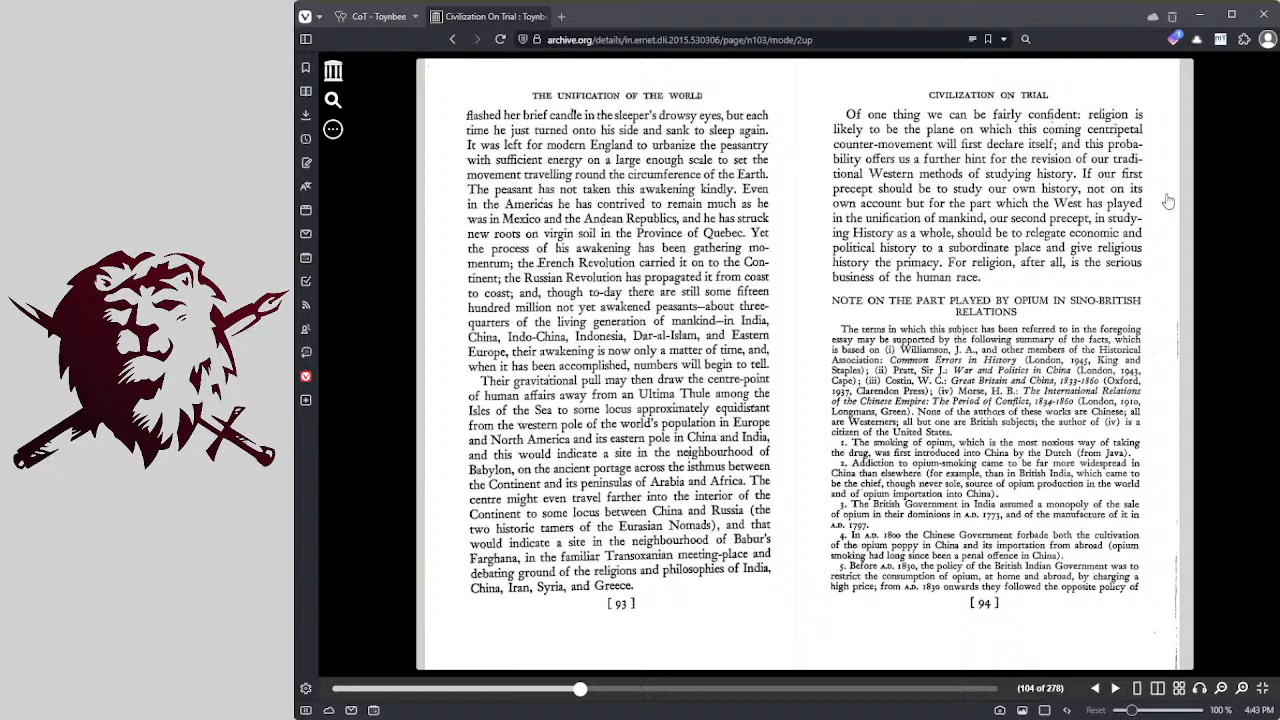 CoT - Toynbee
Civilization On Trial : Toynb
archive.org/details/in.ernet.dli.2015.530306/page/n103/mode/2up
THE UNIFICATION OF THE WORLD
flashed her brief candle in the sleeper's drowsy eyes, but each
time he just turned onto his side and sank to sleep again.
It was left for modern England to urbanize the peasantry
with sufficient energy on a large enough scale to set the
movement travelling round the circumference of the Earth.
The peasant has not taken this awakening kindly. Even
in the Americas he has contrived to remain much as he
was in Mexico and the Andean Republics, and he has struck
new roots on virgin soil in the Province of Quebec. Yet
the process of his awakening has been gathering mo-
mentum; the French Revolution carried it on to the Con-
tinent; the Russian Revolution has propagated it from coast
to coast; and, though to-day there are still some fifteen
hundred million not yet awakened peasants—about three-
quarters of the living generation of mankind—in India,
China, Indo-China, Indonesia, Dar-al-Islam, and Eastern
Europe, their awakening is now only a matter of time, and,
when it has been accomplished, numbers will begin to tell.
Their gravitational pull may then draw the centre-point
of human affairs away from an Ultima Thule among the
Isles of the Sea to some locus approximately equidistant
from the western pole of the world's population in Europe
and North America and its eastern pole in China and India,
and this would indicate a site in the neighbourhood of
Babylon, on the ancient portage across the isthmus between
the Continent and its peninsulas of Arabia and Africa. The
centre might even travel farther into the interior of the
Continent to some locus between China and Russia (the
two historic tamers of the Eurasian Nomads), and that
would indicate a site in the neighbourhood of Babur's
Farghana, in the familiar Transoxanian meeting-place and
debating ground of the religions and philosophies of India,
China, Iran, Syria, and Greece.
[ 93 ]
CIVILIZATION ON TRIAL
Of one thing we can be fairly confident: religion is
likely to be the plane on which this coming centripetal
counter-movement will first declare itself; and this proba-
bility offers us a further hint for the revision of our tradi-
tional Western methods of studying history. If our first
precept should be to study our own history, not on its
own account but for the part which the West has played
in the unification of mankind, our second precept, in study-
ing History as a whole, should be to relegate economic and
political history to a subordinate place and give religious
history the primacy. For religion, after all, is the serious
business of the human race.
NOTE ON THE PART PLAYED BY OPIUM IN SINO-BRITISH
RELATIONS
The terms in which this subject has been referred to in the foregoing
essay may be supported by the following summary of the facts, which
is based on (i) Williamson, J. A., and other members of the Historical
Association: Common Errors in History (London, 1945, King and
Staples); (ii) Pratt, Sir J.: War and Politics in China (London, 1943,
Cape); (iii) Costin, W. C.: Great Britain and China, 1833-1860 (Oxford,
1937, Clarendon Press); (iv) Morse, H. B.: The International Relations
of the Chinese Empire: The Period of Conflict, 1834-1860 (London, 1910,
Longmans, Green). None of the authors of these works are Chinese; all
are Westerners; all but one are British subjects; the author of (iv) is a
citizen of the United States.
1. The smoking of opium, which is the most noxious way of taking
the drug, was first introduced into China by the Dutch (from Java).
2. Addiction to opium-smoking came to be far more widespread in
China than elsewhere (for example, than in British India, which came to
be the chief, though never sole, source of opium production in the world
and of opium importation into China).
3. The British Government in India assumed a monopoly of the sale
of opium in their dominions in A.D. 1773, and of the manufacture of it in
A.D. 1797.
4. In A.D. 1800 the Chinese Government forbade both the cultivation
of the opium poppy in China and its importation from abroad (opium
smoking had long since been a penal offence in China).
5. Before A.D. 1830, the policy of the British Indian Government was to
restrict the consumption of opium, at home and abroad, by charging a
high price; from A.D. 1830 onwards they followed the opposite policy of
[ 94 ]
(104 of 278)
Reset
100 %
4:43 PM